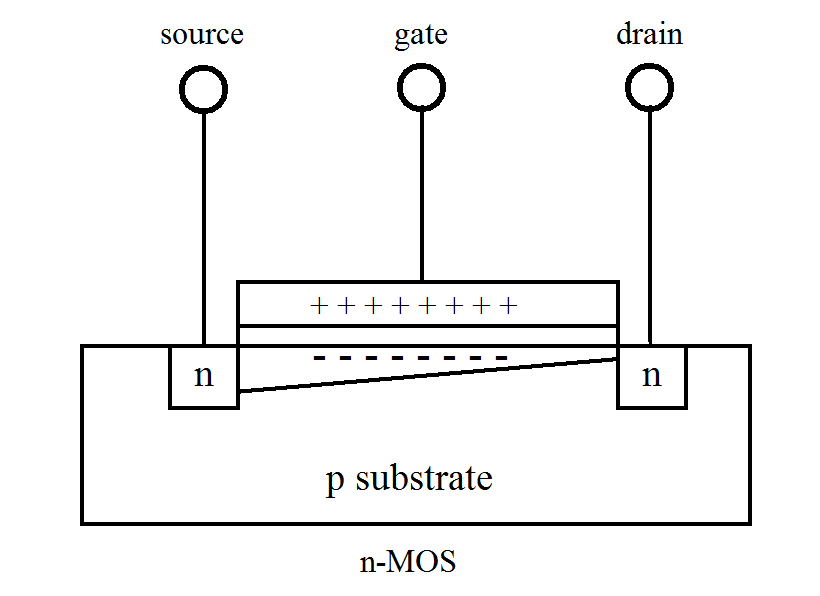 source gate drain
+ + + + + + + +
- - - - - - - -
n n
p substrate
n-MOS